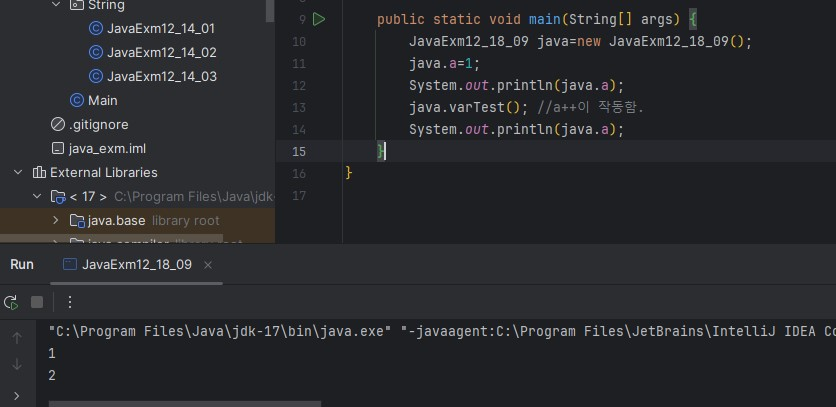 String
JavaExm12_14_01
JavaExm12_14_02
JavaExm12_14_03
Main
.gitignore
java_exm.iml
External Libraries
< 17 > C:\Program Files\Java\jdk
java.base library root
9 public static void main(String[] args) {
10 JavaExm12_18_09 java=new JavaExm12_18_09();
11 java.a=1;
12 System.out.println(java.a);
13 java.varTest(); //a++이 작동함.
14 System.out.println(java.a);
15 }
16 }
17
Run JavaExm12_18_09
"C:\Program Files\Java\jdk-17\bin\java.exe" "-javaagent:C:\Program Files\JetBrains\IntelliJ IDEA Co
1
2